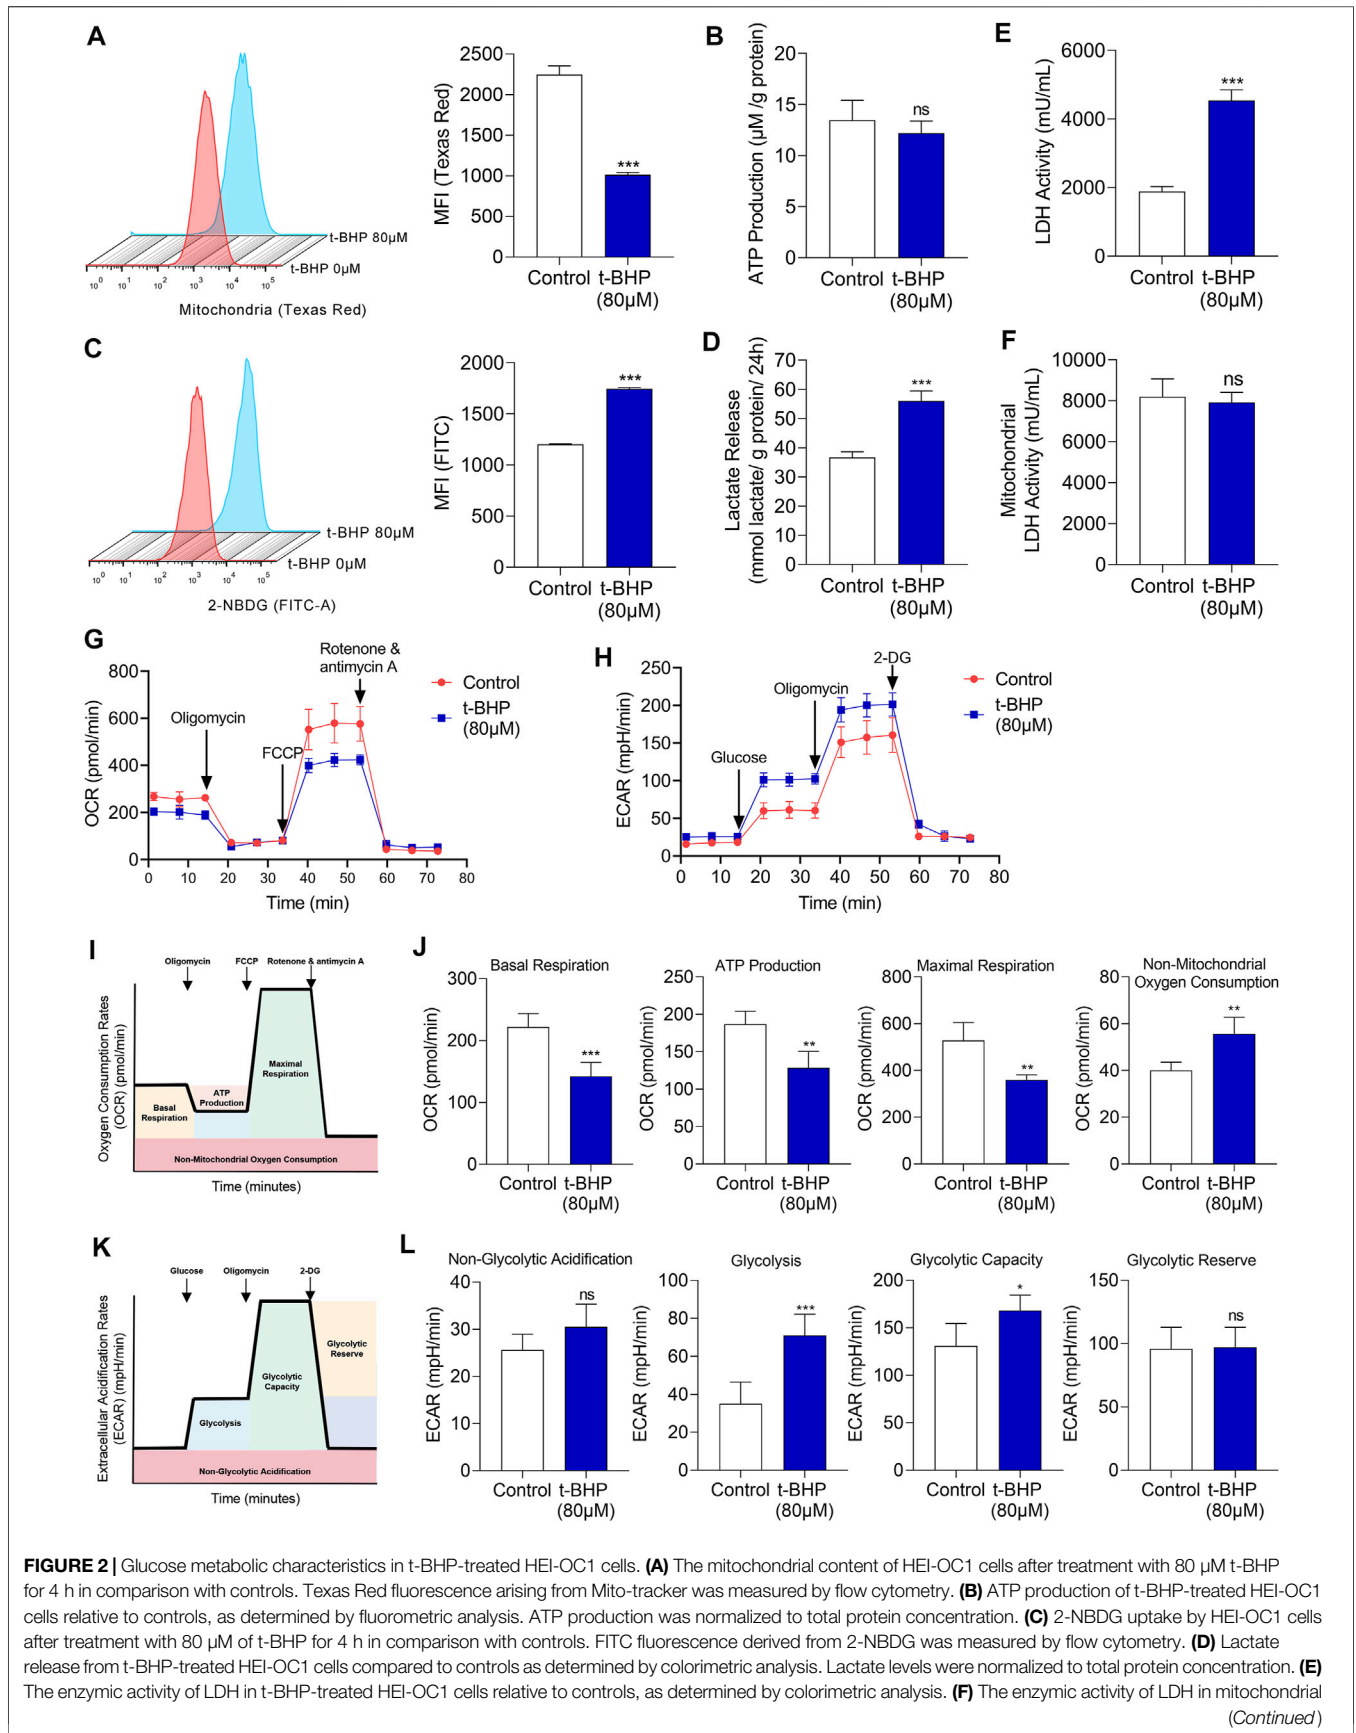 A
t-BHP 80µM
t-BHP 0µM
10⁰ 10¹ 10² 10³ 10⁴ 10⁵
Mitochondria (Texas Red)
MFI (Texas Red)
2500
2000
1500
1000
500
0
***
Control t-BHP
(80µM)
B
ATP Production (µM /g protein)
20
15
10
5
0
ns
Control t-BHP
(80µM)
E
LDH Activity (mU/mL)
6000
4000
2000
0
***
Control t-BHP
(80µM)
C
t-BHP 80µM
t-BHP 0µM
10⁰ 10¹ 10² 10³ 10⁴ 10⁵
2-NBDG (FITC-A)
MFI (FITC)
2000
1500
1000
500
0
***
Control t-BHP
(80µM)
D
Lactate Release
(mmol lactate/ g protein/ 24h)
70
60
50
40
30
20
10
0
***
Control t-BHP
(80µM)
F
Mitochondrial
LDH Activity (mU/mL)
10000
8000
6000
4000
2000
0
ns
Control t-BHP
(80µM)
G
OCR (pmol/min)
800
600
400
200
0
Oligomycin
FCCP
Rotenone &
antimycin A
Control
t-BHP
(80µM)
0 10 20 30 40 50 60 70 80
Time (min)
H
ECAR (mpH/min)
250
200
150
100
50
0
Glucose
Oligomycin
2-DG
Control
t-BHP
(80µM)
0 10 20 30 40 50 60 70 80
Time (min)
I
Oligomycin FCCP Rotenone & antimycin A
Oxygen Consumption Rates
(OCR) (pmol/min)
Basal
Respiration
ATP
Production
Maximal
Respiration
Non-Mitochondrial Oxygen Consumption
Time (minutes)
J
Basal Respiration
OCR (pmol/min)
300
200
100
0
***
Control t-BHP
(80µM)
ATP Production
OCR (pmol/min)
250
200
150
100
50
0
**
Control t-BHP
(80µM)
Maximal Respiration
OCR (pmol/min)
800
600
400
200
0
**
Control t-BHP
(80µM)
Non-Mitochondrial
Oxygen Consumption
OCR (pmol/min)
80
60
40
20
0
**
Control t-BHP
(80µM)
K
Glucose Oligomycin 2-DG
Extracellular Acidification Rates
(ECAR) (mpH/min)
Glycolysis
Glycolytic
Capacity
Glycolytic
Reserve
Non-Glycolytic Acidification
Time (minutes)
L
Non-Glycolytic Acidification
ECAR (mpH/min)
40
30
20
10
0
ns
Control t-BHP
(80µM)
Glycolysis
ECAR (mpH/min)
100
80
60
40
20
0
***
Control t-BHP
(80µM)
Glycolytic Capacity
ECAR (mpH/min)
200
150
100
50
0
*
Control t-BHP
(80µM)
Glycolytic Reserve
ECAR (mpH/min)
150
100
50
0
ns
Control t-BHP
(80µM)
FIGURE 2 | Glucose metabolic characteristics in t-BHP-treated HEI-OC1 cells. (A) The mitochondrial content of HEI-OC1 cells after treatment with 80 µM t-BHP
for 4 h in comparison with controls. Texas Red fluorescence arising from Mito-tracker was measured by flow cytometry. (B) ATP production of t-BHP-treated HEI-OC1
cells relative to controls, as determined by fluorometric analysis. ATP production was normalized to total protein concentration. (C) 2-NBDG uptake by HEI-OC1 cells
after treatment with 80 µM of t-BHP for 4 h in comparison with controls. FITC fluorescence derived from 2-NBDG was measured by flow cytometry. (D) Lactate
release from t-BHP-treated HEI-OC1 cells compared to controls as determined by colorimetric analysis. Lactate levels were normalized to total protein concentration. (E)
The enzymic activity of LDH in t-BHP-treated HEI-OC1 cells relative to controls, as determined by colorimetric analysis. (F) The enzymic activity of LDH in mitochondrial
(Continued)